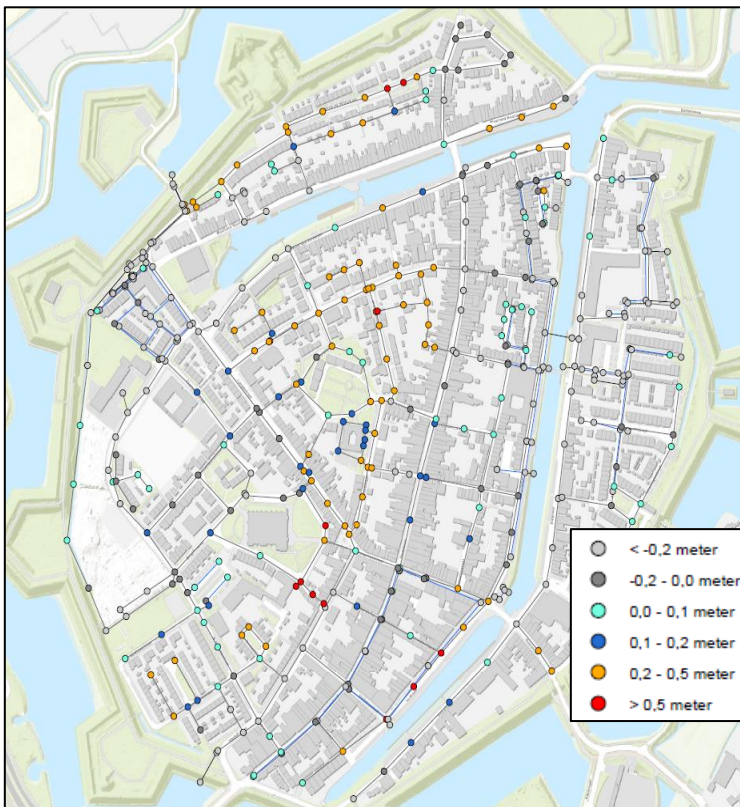 < -0,2 meter
-0,2 - 0,0 meter
0,0 - 0,1 meter
0,1 - 0,2 meter
0,2 - 0,5 meter
> 0,5 meter